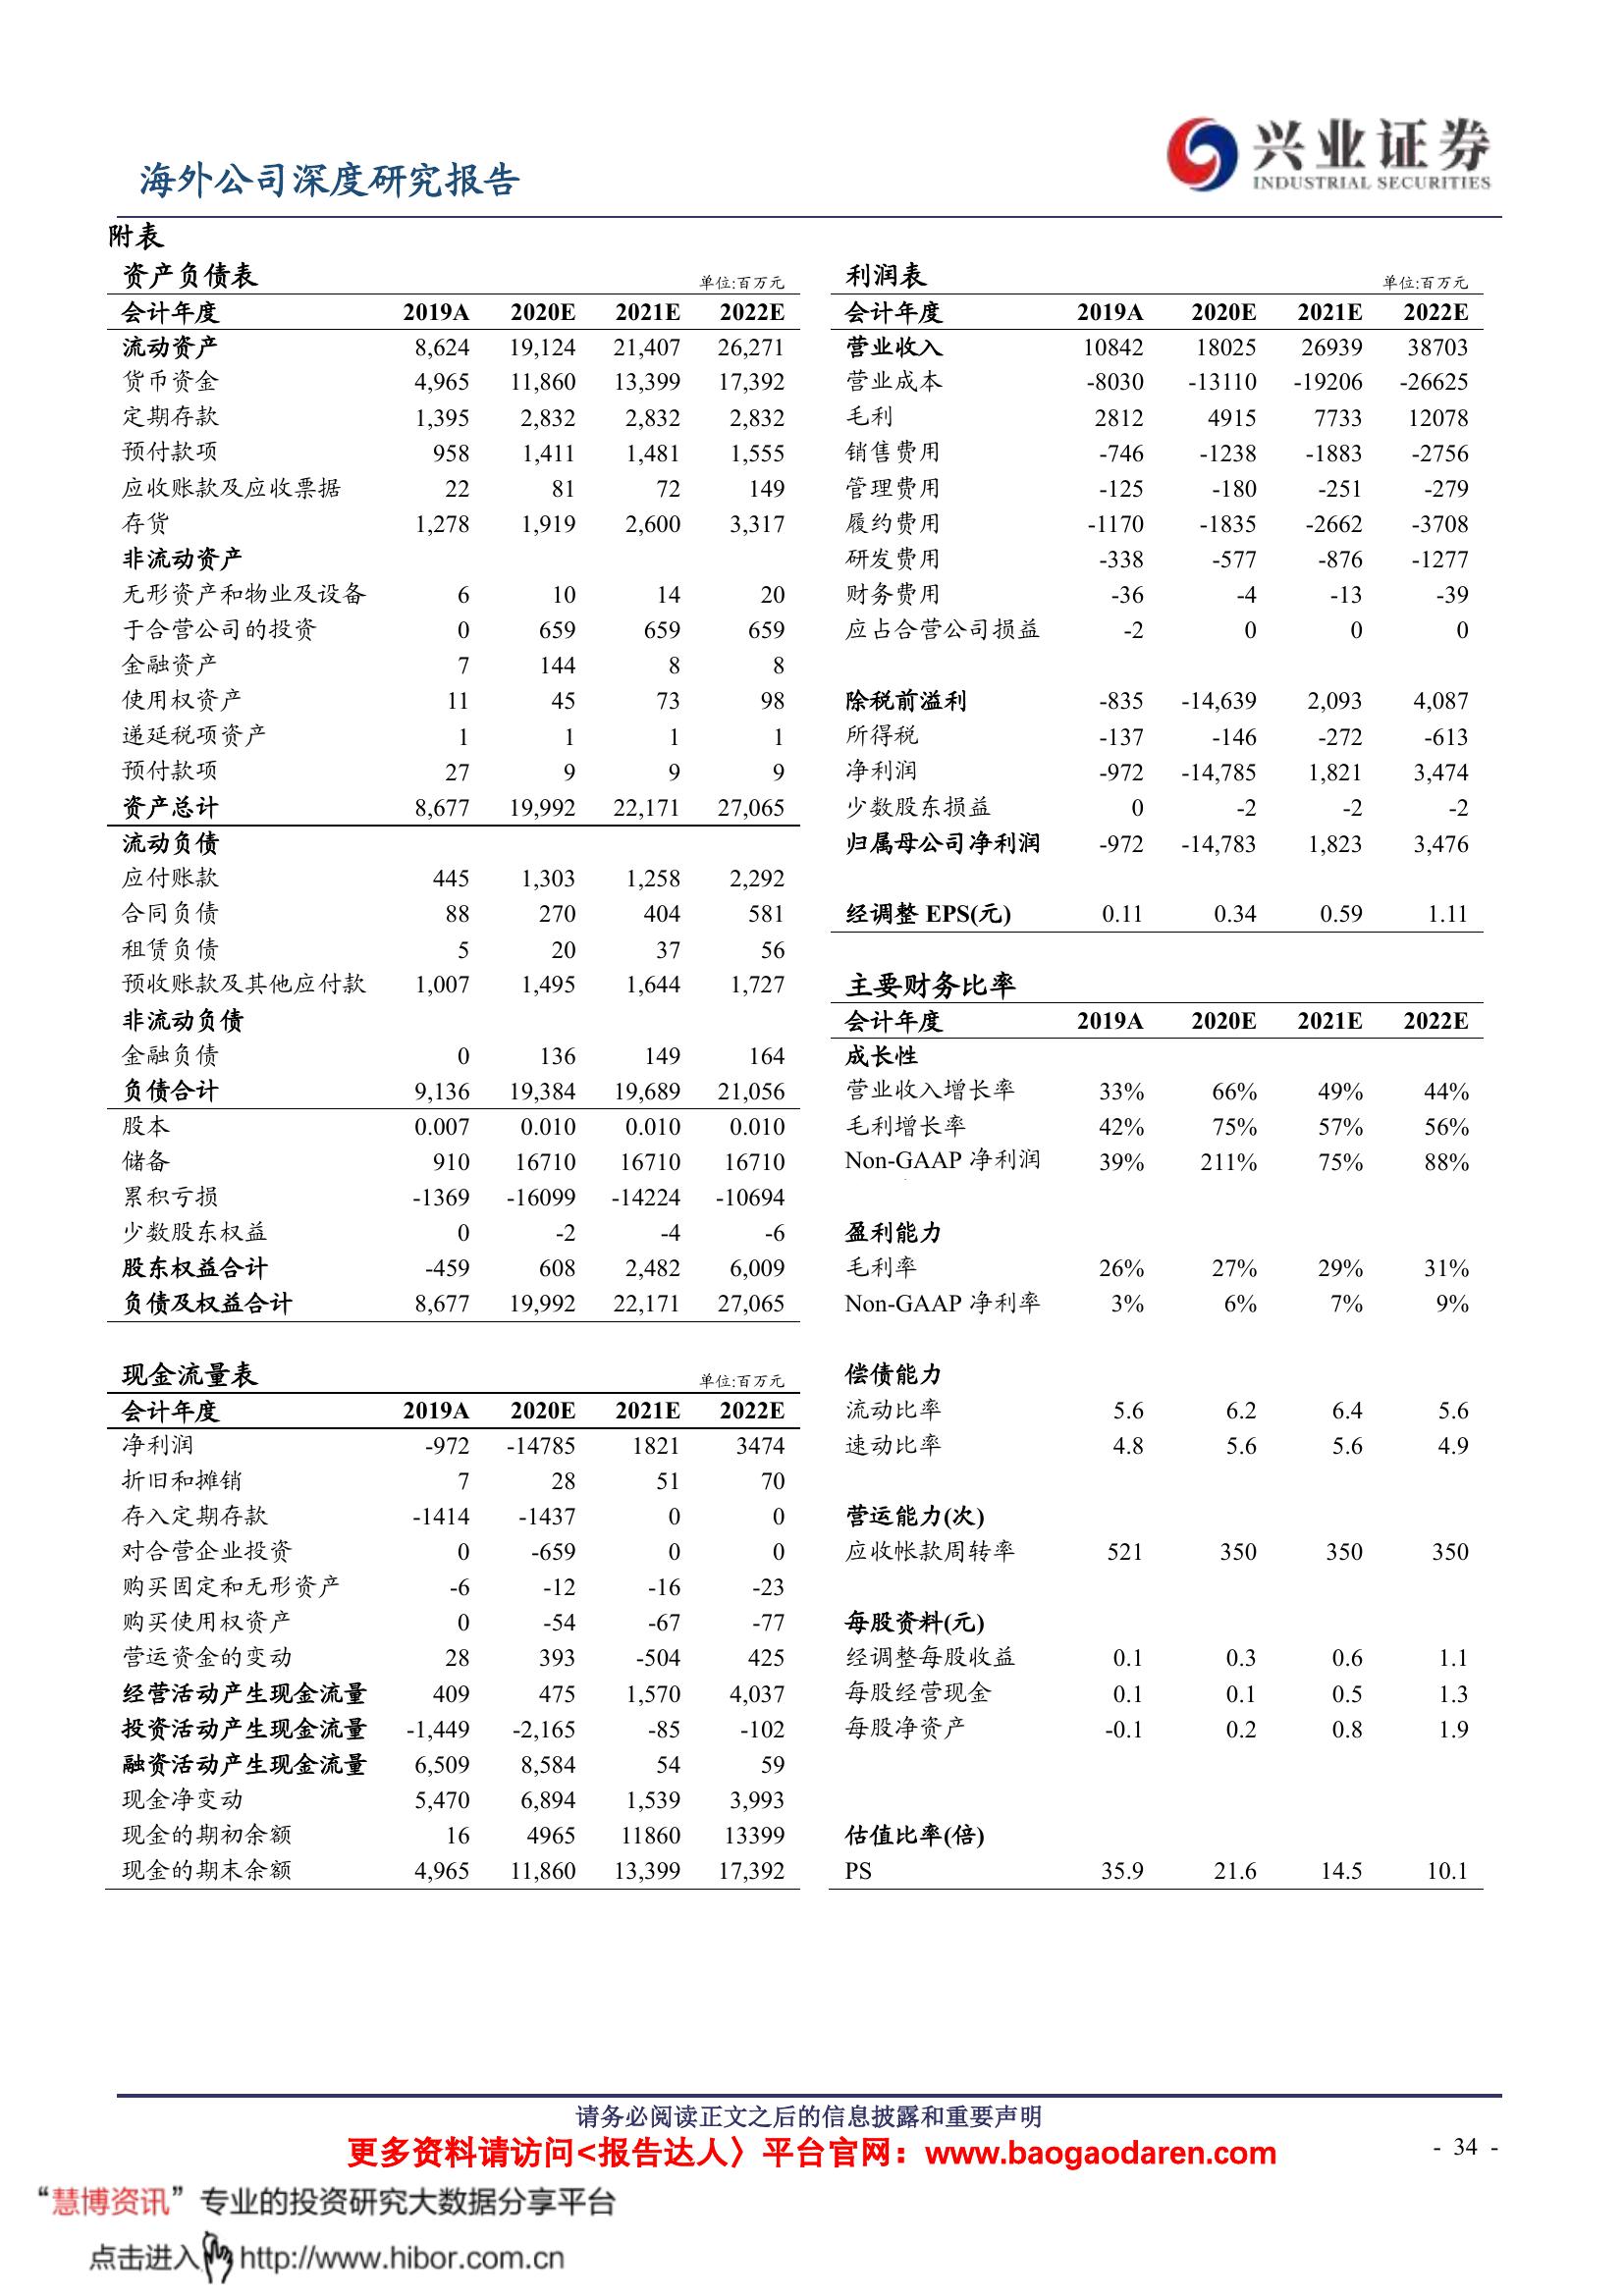 兴业证券
INDUSTRIAL SECURITIES
海外公司深度研究报告
附表
资产负债表 单位:百万元
会计年度 2019A 2020E 2021E 2022E
流动资产 8,624 19,124 21,407 26,271
货币资金 4,965 11,860 13,399 17,392
定期存款 1,395 2,832 2,832 2,832
预付款项 958 1,411 1,481 1,555
应收账款及应收票据 22 81 72 149
存货 1,278 1,919 2,600 3,317
非流动资产
无形资产和物业及设备 6 10 14 20
于合营公司的投资 0 659 659 659
金融资产 7 144 8 8
使用权资产 11 45 73 98
递延税项资产 1 1 1 1
预付款项 27 9 9 9
资产总计 8,677 19,992 22,171 27,065
流动负债
应付账款 445 1,303 1,258 2,292
合同负债 88 270 404 581
租赁负债 5 20 37 56
预收账款及其他应付款 1,007 1,495 1,644 1,727
非流动负债
金融负债 0 136 149 164
负债合计 9,136 19,384 19,689 21,056
股本 0.007 0.010 0.010 0.010
储备 910 16710 16710 16710
累积亏损 -1369 -16099 -14224 -10694
少数股东权益 0 -2 -4 -6
股东权益合计 -459 608 2,482 6,009
负债及权益合计 8,677 19,992 22,171 27,065
现金流量表 单位:百万元
会计年度 2019A 2020E 2021E 2022E
净利润 -972 -14785 1821 3474
折旧和摊销 7 28 51 70
存入定期存款 -1414 -1437 0 0
对合营企业投资 0 -659 0 0
购买固定和无形资产 -6 -12 -16 -23
购买使用权资产 0 -54 -67 -77
营运资金的变动 28 393 -504 425
经营活动产生现金流量 409 475 1,570 4,037
投资活动产生现金流量 -1,449 -2,165 -85 -102
融资活动产生现金流量 6,509 8,584 54 59
现金净变动 5,470 6,894 1,539 3,993
现金的期初余额 16 4965 11860 13399
现金的期末余额 4,965 11,860 13,399 17,392
利润表 单位:百万元
会计年度 2019A 2020E 2021E 2022E
营业收入 10842 18025 26939 38703
营业成本 -8030 -13110 -19206 -26625
毛利 2812 4915 7733 12078
销售费用 -746 -1238 -1883 -2756
管理费用 -125 -180 -251 -279
履约费用 -1170 -1835 -2662 -3708
研发费用 -338 -577 -876 -1277
财务费用 -36 -4 -13 -39
应占合营公司损益 -2 0 0 0
除税前溢利 -835 -14,639 2,093 4,087
所得税 -137 -146 -272 -613
净利润 -972 -14,785 1,821 3,474
少数股东损益 0 -2 -2 -2
归属母公司净利润 -972 -14,783 1,823 3,476
经调整 EPS(元) 0.11 0.34 0.59 1.11
主要财务比率
会计年度 2019A 2020E 2021E 2022E
成长性
营业收入增长率 33% 66% 49% 44%
毛利增长率 42% 75% 57% 56%
Non-GAAP 净利润 39% 211% 75% 88%
盈利能力
毛利率 26% 27% 29% 31%
Non-GAAP 净利率 3% 6% 7% 9%
偿债能力
流动比率 5.6 6.2 6.4 5.6
速动比率 4.8 5.6 5.6 4.9
营运能力(次)
应收帐款周转率 521 350 350 350
每股资料(元)
经调整每股收益 0.1 0.3 0.6 1.1
每股经营现金 0.1 0.1 0.5 1.3
每股净资产 -0.1 0.2 0.8 1.9
估值比率(倍)
PS 35.9 21.6 14.5 10.1
请务必阅读正文之后的信息披露和重要声明
更多资料请访问<报告达人〉平台官网：www.baogaodaren.com
- 34 -
“慧博资讯”专业的投资研究大数据分享平台
点击进入http://www.hibor.com.cn